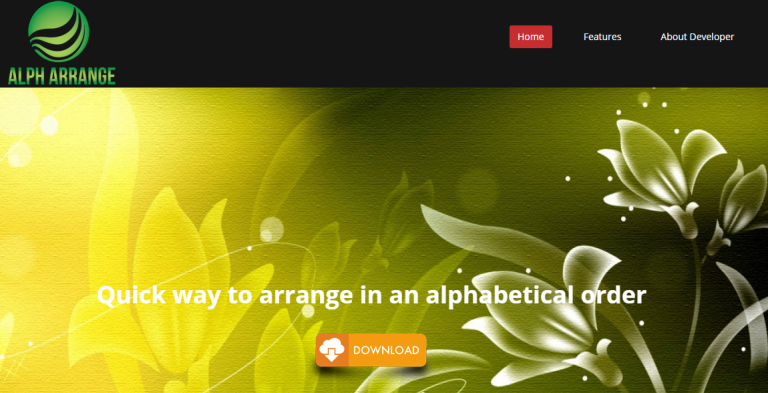 ALPH ARRANGE
Home
Features
About Developer
Quick way to arrange in an alphabetical order
DOWNLOAD